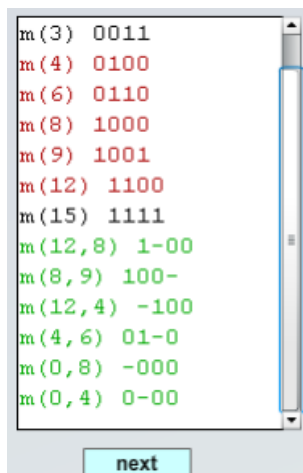 m(3) 0011
m(4) 0100
m(6) 0110
m(8) 1000
m(9) 1001
m(12) 1100
m(15) 1111
m(12,8) 1-00
m(8,9) 100-
m(12,4) -100
m(4,6) 01-0
m(0,8) -000
m(0,4) 0-00
next